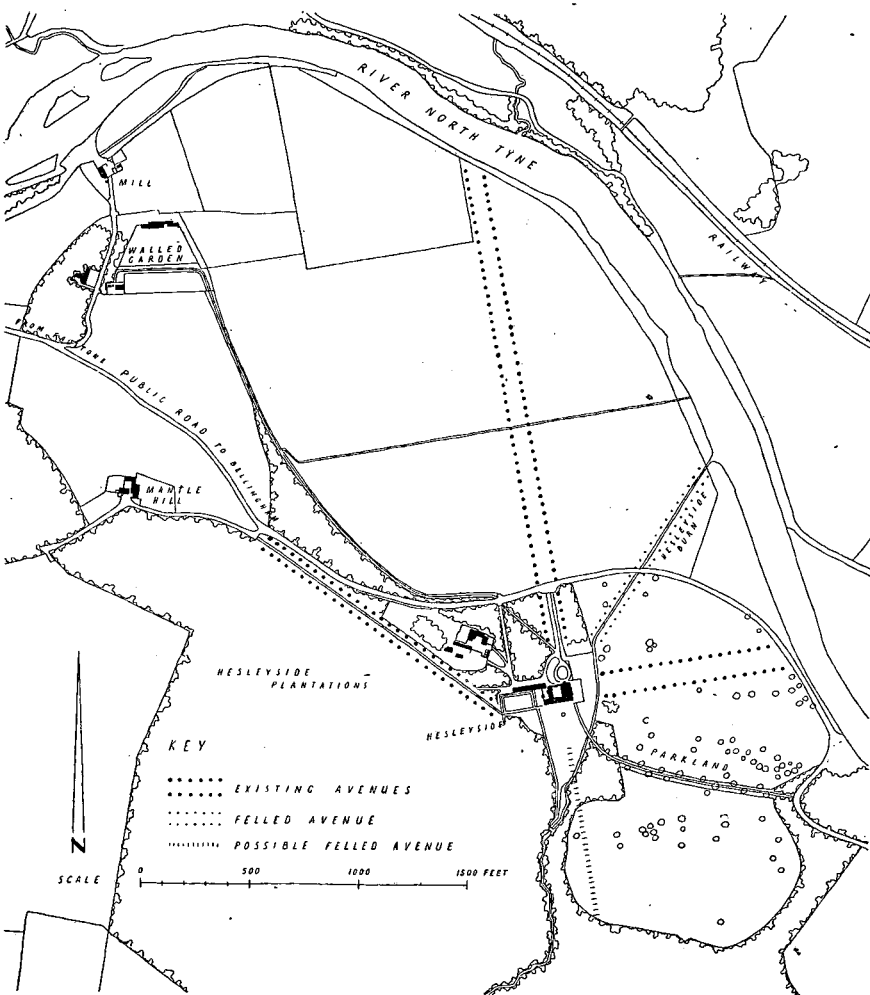 RIVER NORTH TYNE
MILL
WALLED
GARDEN
RAILWAY
FROM
PUBLIC ROAD TO BELLINGHAM
MANTLE
HILL
HESLEYSIDE
BURN
HESLEYSIDE
PLANTATIONS
HESLEYSIDE
PARKLAND
KEY
EXISTING AVENUES
FELLED AVENUE
POSSIBLE FELLED AVENUE
N
SCALE
0 500 1000 1500 FEET